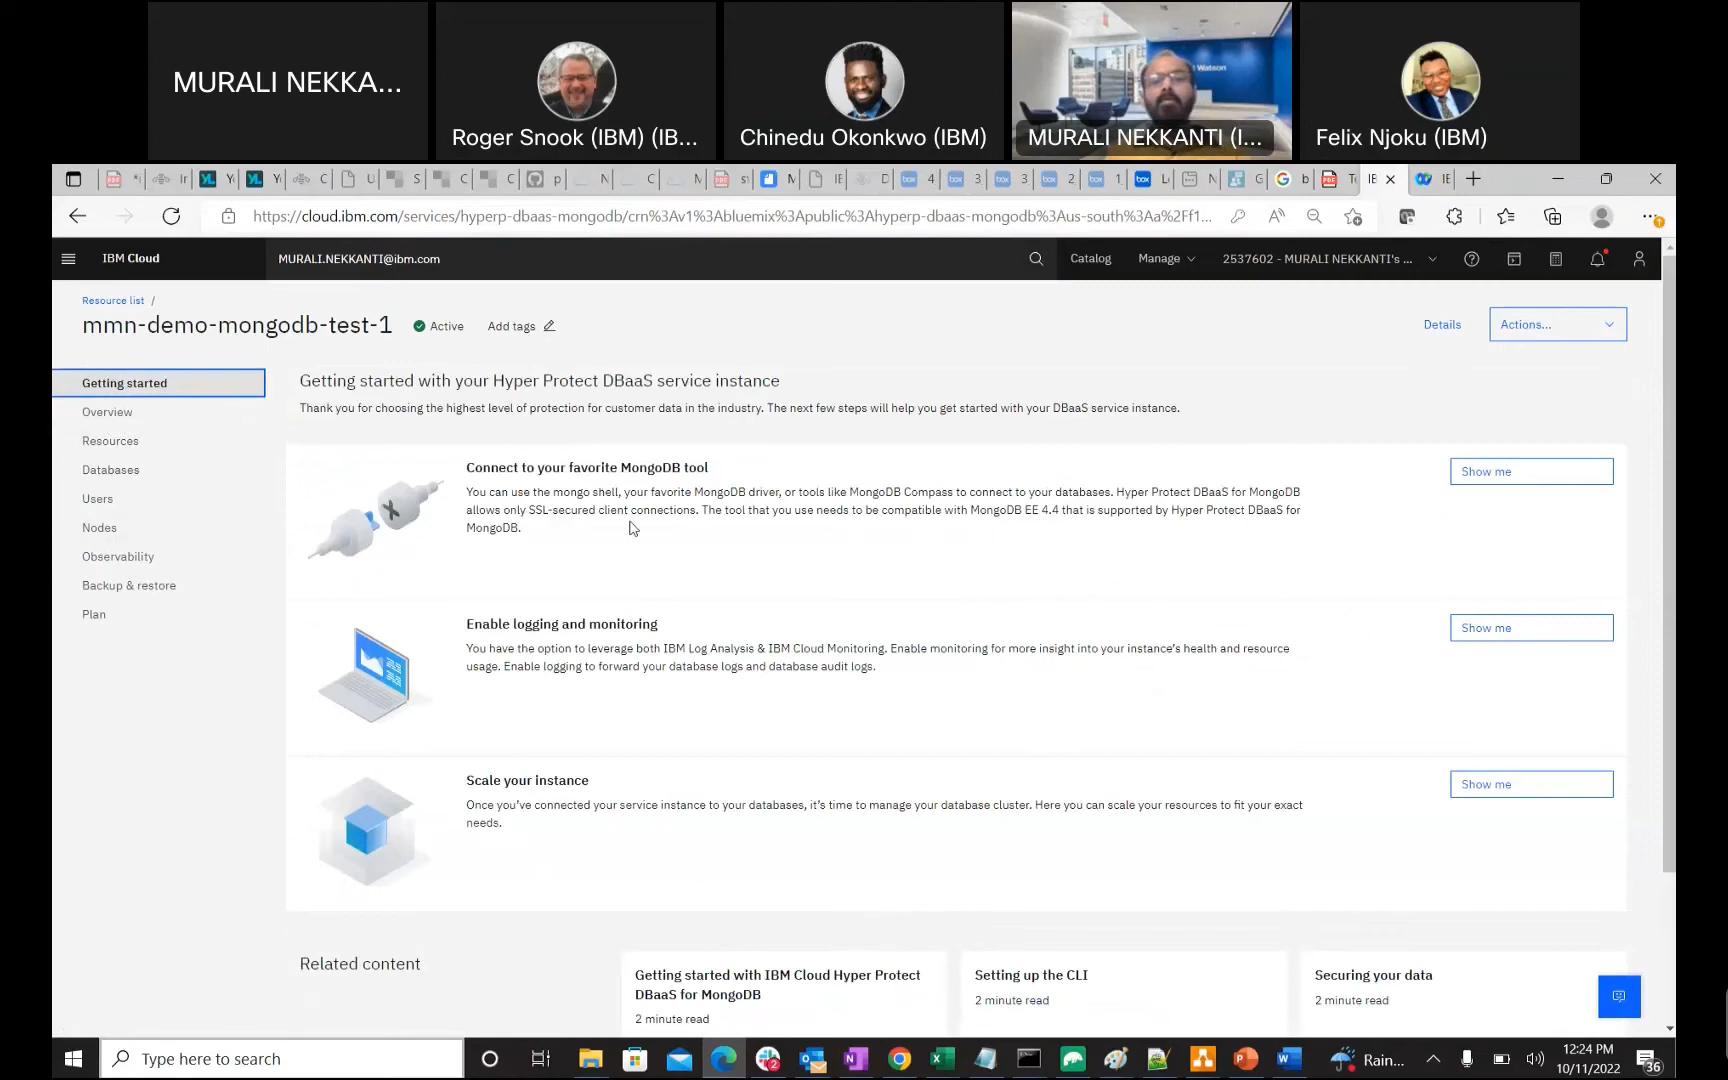 MURALI NEKKA...
Roger Snook (IBM) (IB...
Chinedu Okonkwo (IBM)
Watson
MURALI NEKKANTI (I...
Felix Njoku (IBM)
https://cloud.ibm.com/services/hyperp-dbaas-mongodb/crn%3Av1%3Abluemix%3Apublic%3Ahyperp-dbaas-mongodb%3Aus-south%3Aa%2Ff1...
IBM Cloud
MURALI.NEKKANTI@ibm.com
Catalog
Manage
2537602 - MURALI NEKKANTI's ...
Resource list /
mmn-demo-mongodb-test-1
Active
Add tags
Details
Actions...
Getting started
Overview
Resources
Databases
Users
Nodes
Observability
Backup & restore
Plan
Getting started with your Hyper Protect DBaaS service instance
Thank you for choosing the highest level of protection for customer data in the industry. The next few steps will help you get started with your DBaaS service instance.
Connect to your favorite MongoDB tool
You can use the mongo shell, your favorite MongoDB driver, or tools like MongoDB Compass to connect to your databases. Hyper Protect DBaaS for MongoDB
allows only SSL-secured client connections. The tool that you use needs to be compatible with MongoDB EE 4.4 that is supported by Hyper Protect DBaaS for
MongoDB.
Show me
Enable logging and monitoring
You have the option to leverage both IBM Log Analysis & IBM Cloud Monitoring. Enable monitoring for more insight into your instance's health and resource
usage. Enable logging to forward your database logs and database audit logs.
Show me
Scale your instance
Once you've connected your service instance to your databases, it's time to manage your database cluster. Here you can scale your resources to fit your exact
needs.
Show me
Related content
Getting started with IBM Cloud Hyper Protect
DBaaS for MongoDB
2 minute read
Setting up the CLI
2 minute read
Securing your data
2 minute read
Type here to search
Rain...
12:24 PM
10/11/2022
36